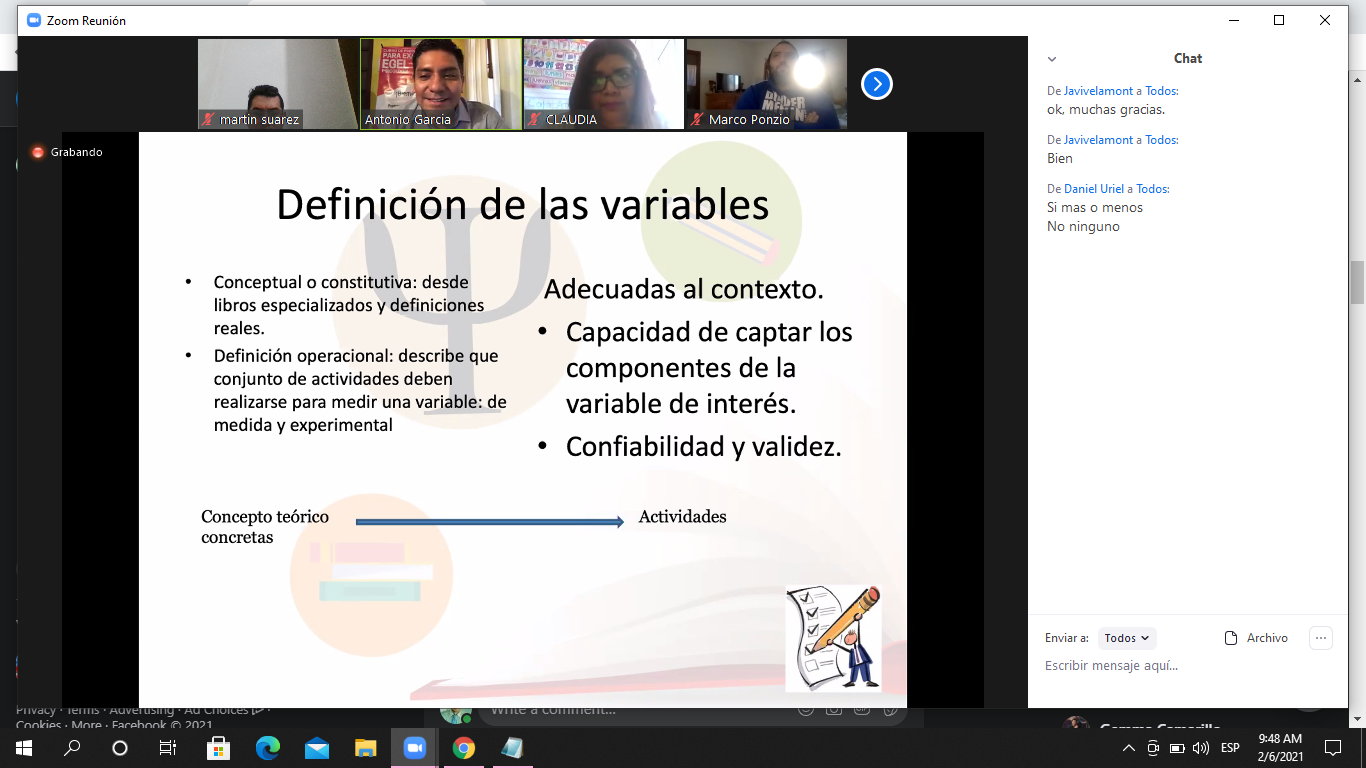 Zoom Reunión
martín suarez
Antonio Garcia
CLAUDIA
Marco Ponzio
Grabando
Definición de las variables
• Conceptual o constitutiva: desde
libros especializados y definiciones
reales.
• Definición operacional: describe que
conjunto de actividades deben
realizarse para medir una variable: de
medida y experimental
Adecuadas al contexto.
• Capacidad de captar los
componentes de la
variable de interés.
• Confiabilidad y validez.
Concepto teórico
concretas
Actividades
Chat
De Javivelamont a Todos:
ok, muchas gracias.
De Javivelamont a Todos:
Bien
De Daniel Uriel a Todos:
Si mas o menos
No ninguno
Enviar a: Todos
Archivo
Escribir mensaje aquí...
Privacy · Terms · Advertising · Ad Choices
Cookies · More · Facebook © 2021
Write a comment...
ESP
9:48 AM
2/6/2021